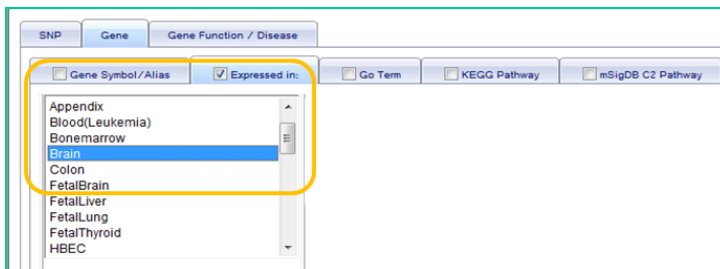 SNP Gene Gene Function / Disease
Gene Symbol/Alias Expressed in: Go Term KEGG Pathway mSigDB C2 Pathway
Appendix
Blood(Leukemia)
Bonemarrow
Brain
Colon
FetalBrain
FetalLiver
FetalLung
FetalThyroid
HBEC